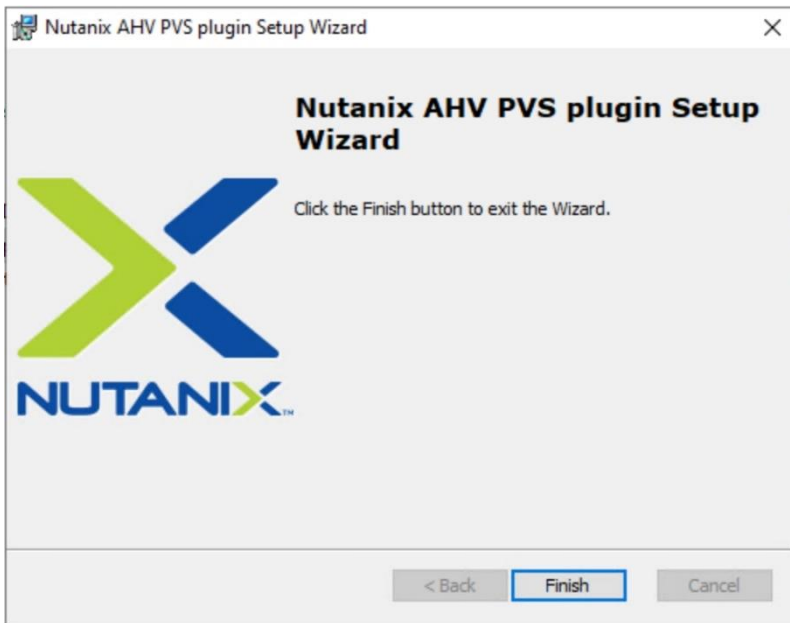 Nutanix AHV PVS plugin Setup Wizard
Nutanix AHV PVS plugin Setup
Wizard
Click the Finish button to exit the Wizard.
NUTANIX™
< Back
Finish
Cancel